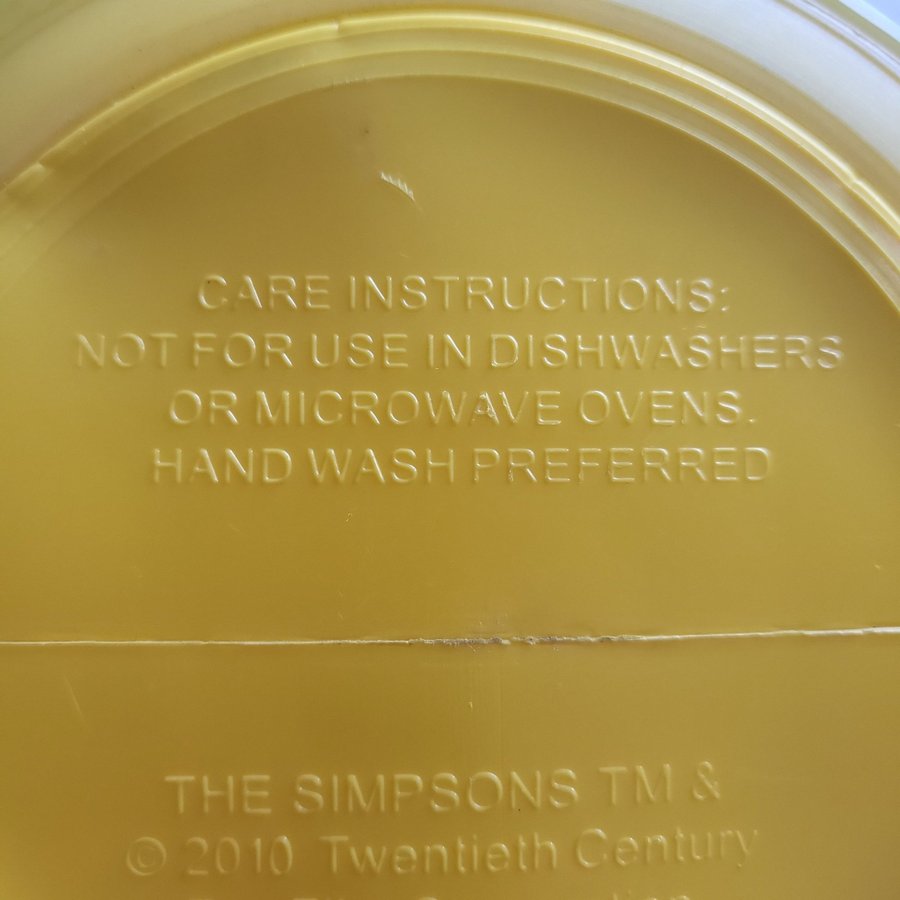 CARE INSTRUCTIONS:
NOT FOR USE IN DISHWASHERS
OR MICROWAVE OVENS.
HAND WASH PREFERRED
THE SIMPSONS TM &
© 2010 Twentieth Century